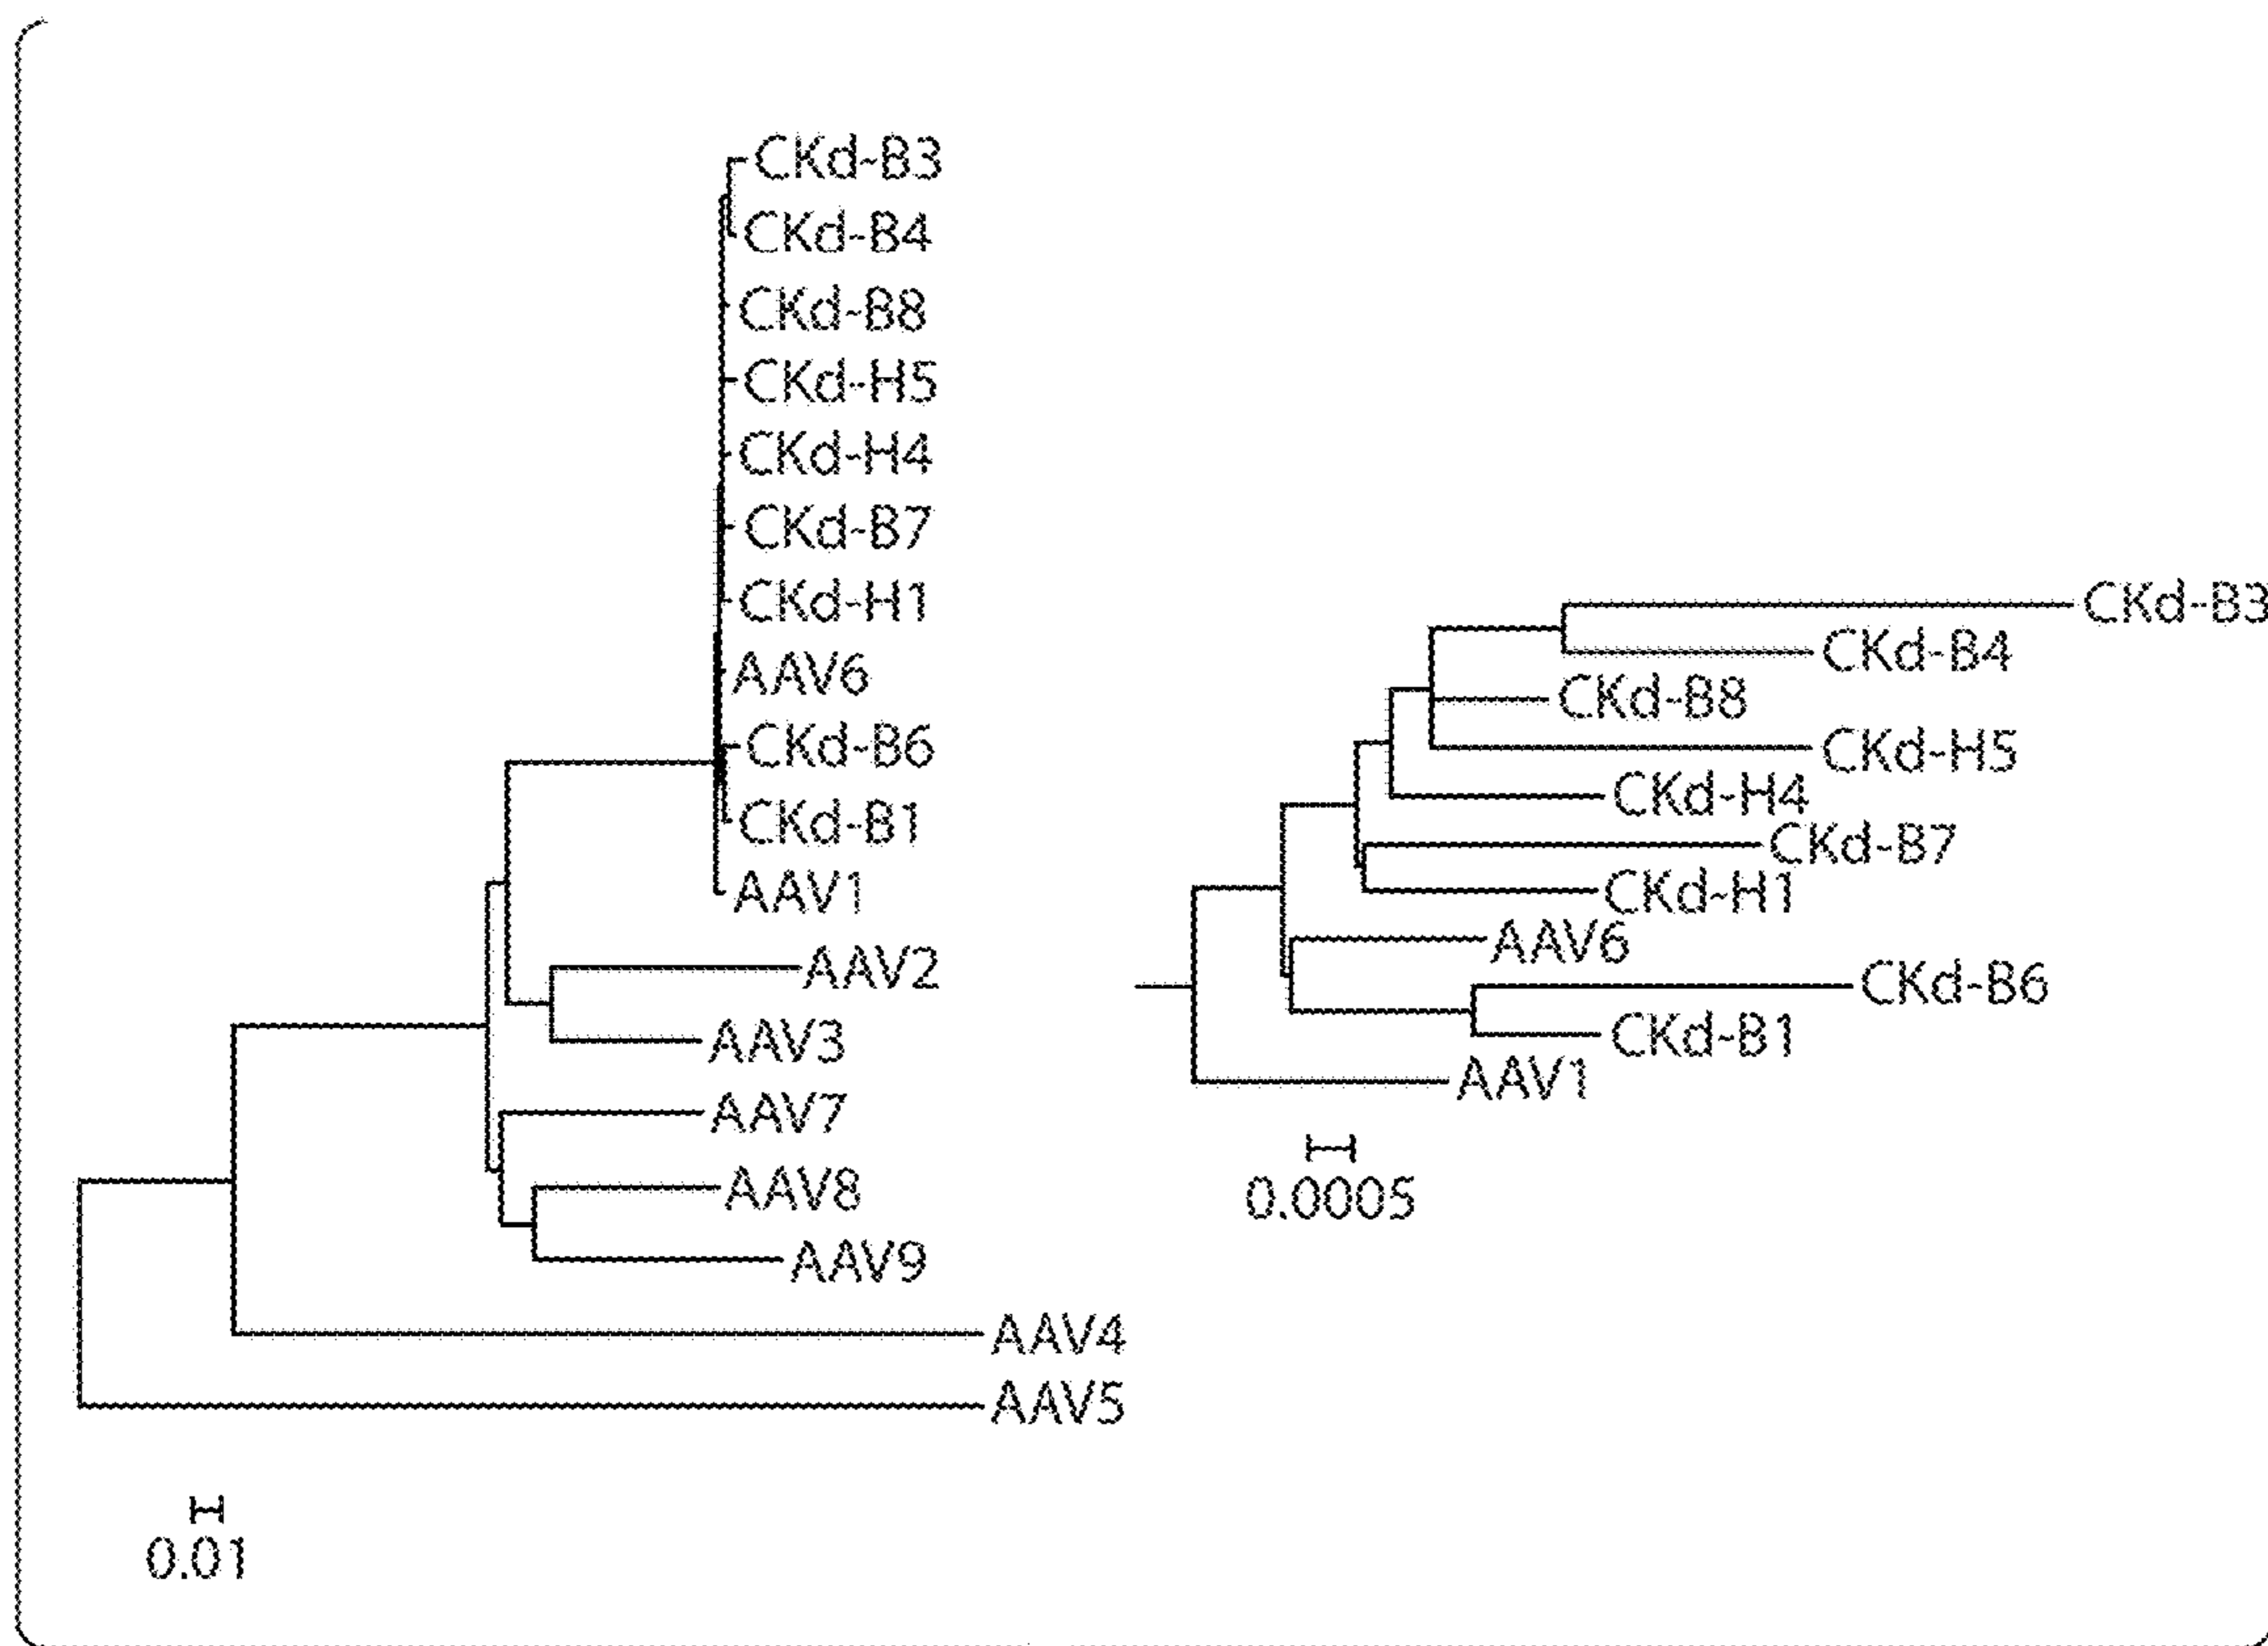 CKd-B3
CKd-B4
CKd-B8
CKd-H5
CKd-H4
CKd-B7
CKd-H1
AAV6
CKd-B6
CKd-B1
AAV1
AAV2
AAV3
AAV7
AAV8
AAV9
AAV4
AAV5
0.01
CKd-B3
CKd-B4
CKd-B8
CKd-H5
CKd-H4
CKd-B7
CKd-H1
AAV6
CKd-B6
CKd-B1
AAV1
0.0005